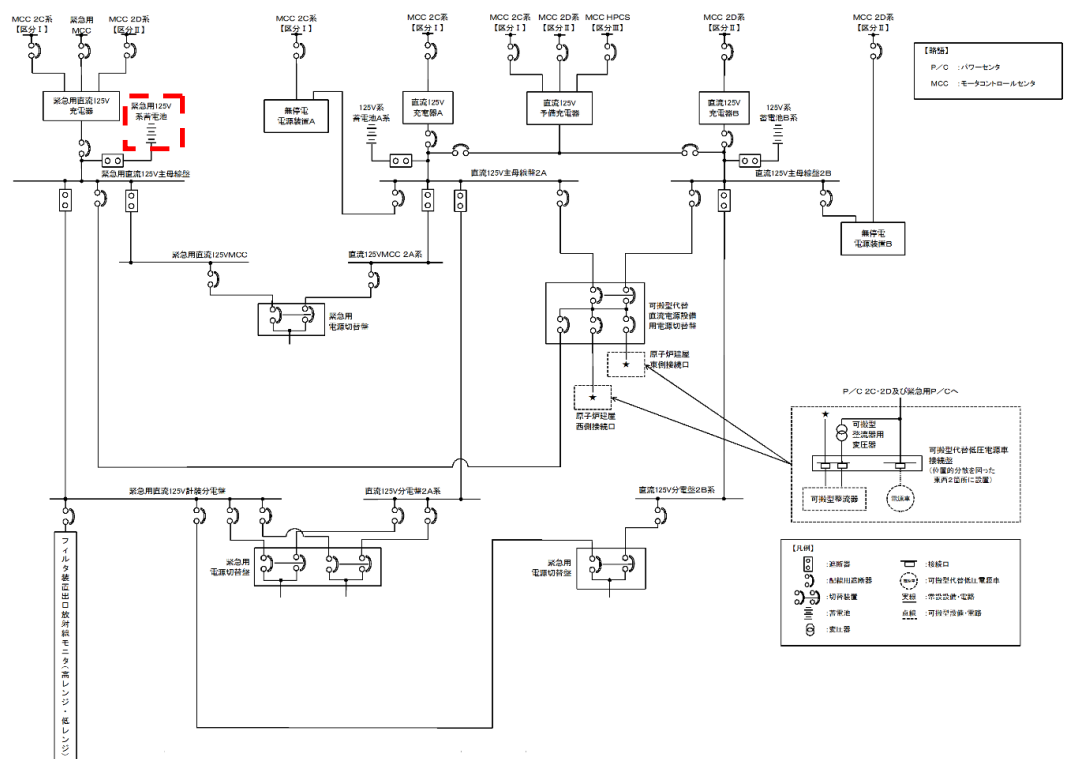 MCC 2C系
【区分Ⅰ】
緊急用
MCC
MCC 2D系
【区分Ⅱ】
MCC 2C系
【区分Ⅰ】
MCC 2C系
【区分Ⅰ】
MCC 2C系
【区分Ⅰ】
MCC 2D系
【区分Ⅱ】
MCC HPCS
【区分Ⅲ】
MCC 2D系
【区分Ⅱ】
MCC 2D系
【区分Ⅱ】
【略語】
P／C ：パワーセンタ
MCC ：モータコントロールセンタ
緊急用直流125V
充電器
緊急用125V
系蓄電池
無停電
電源装置A
125V系
蓄電池A系
直流125V
充電器A
直流125V
予備充電器
直流125V
充電器B
125V系
蓄電池B系
緊急用直流125V主母線盤
直流125V主母線盤2A
直流125V主母線盤2B
無停電
電源装置B
緊急用直流125VMCC
直流125VMCC 2A系
緊急用
電源切替盤
可搬型代替
直流電源設備
用電源切替盤
原子炉建屋
東側接続口
原子炉建屋
西側接続口
P／C 2C・2D及び緊急用P／Cへ
可搬型
整流器用
変圧器
可搬型代替低圧電源車
接続盤
（位置的分散を図った
東西2箇所に設置）
可搬型整流器
電源車
緊急用直流125V計装分電盤
直流125V分電盤2A系
直流125V分電盤2B系
緊急用
電源切替盤
緊急用
電源切替盤
フィルタ装置出口放射線モニタ（高レンジ・低レンジ）
【凡例】
：遮断器
：配線用遮断器
：切替装置
：蓄電池
：変圧器
：接続口
：可搬型代替低圧電源車
実線 ：常設設備・電路
点線 ：可搬型設備・電路